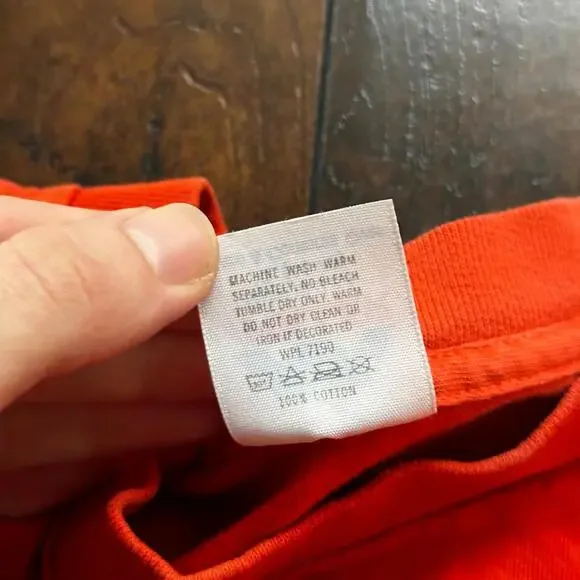 MACHINE WASH WARM
SEPARATELY. NO BLEACH
TUMBLE DRY ONLY. WARM
DO NOT DRY CLEAN OR
IRON IF DECORATED
WPL 7190
100% COTTON